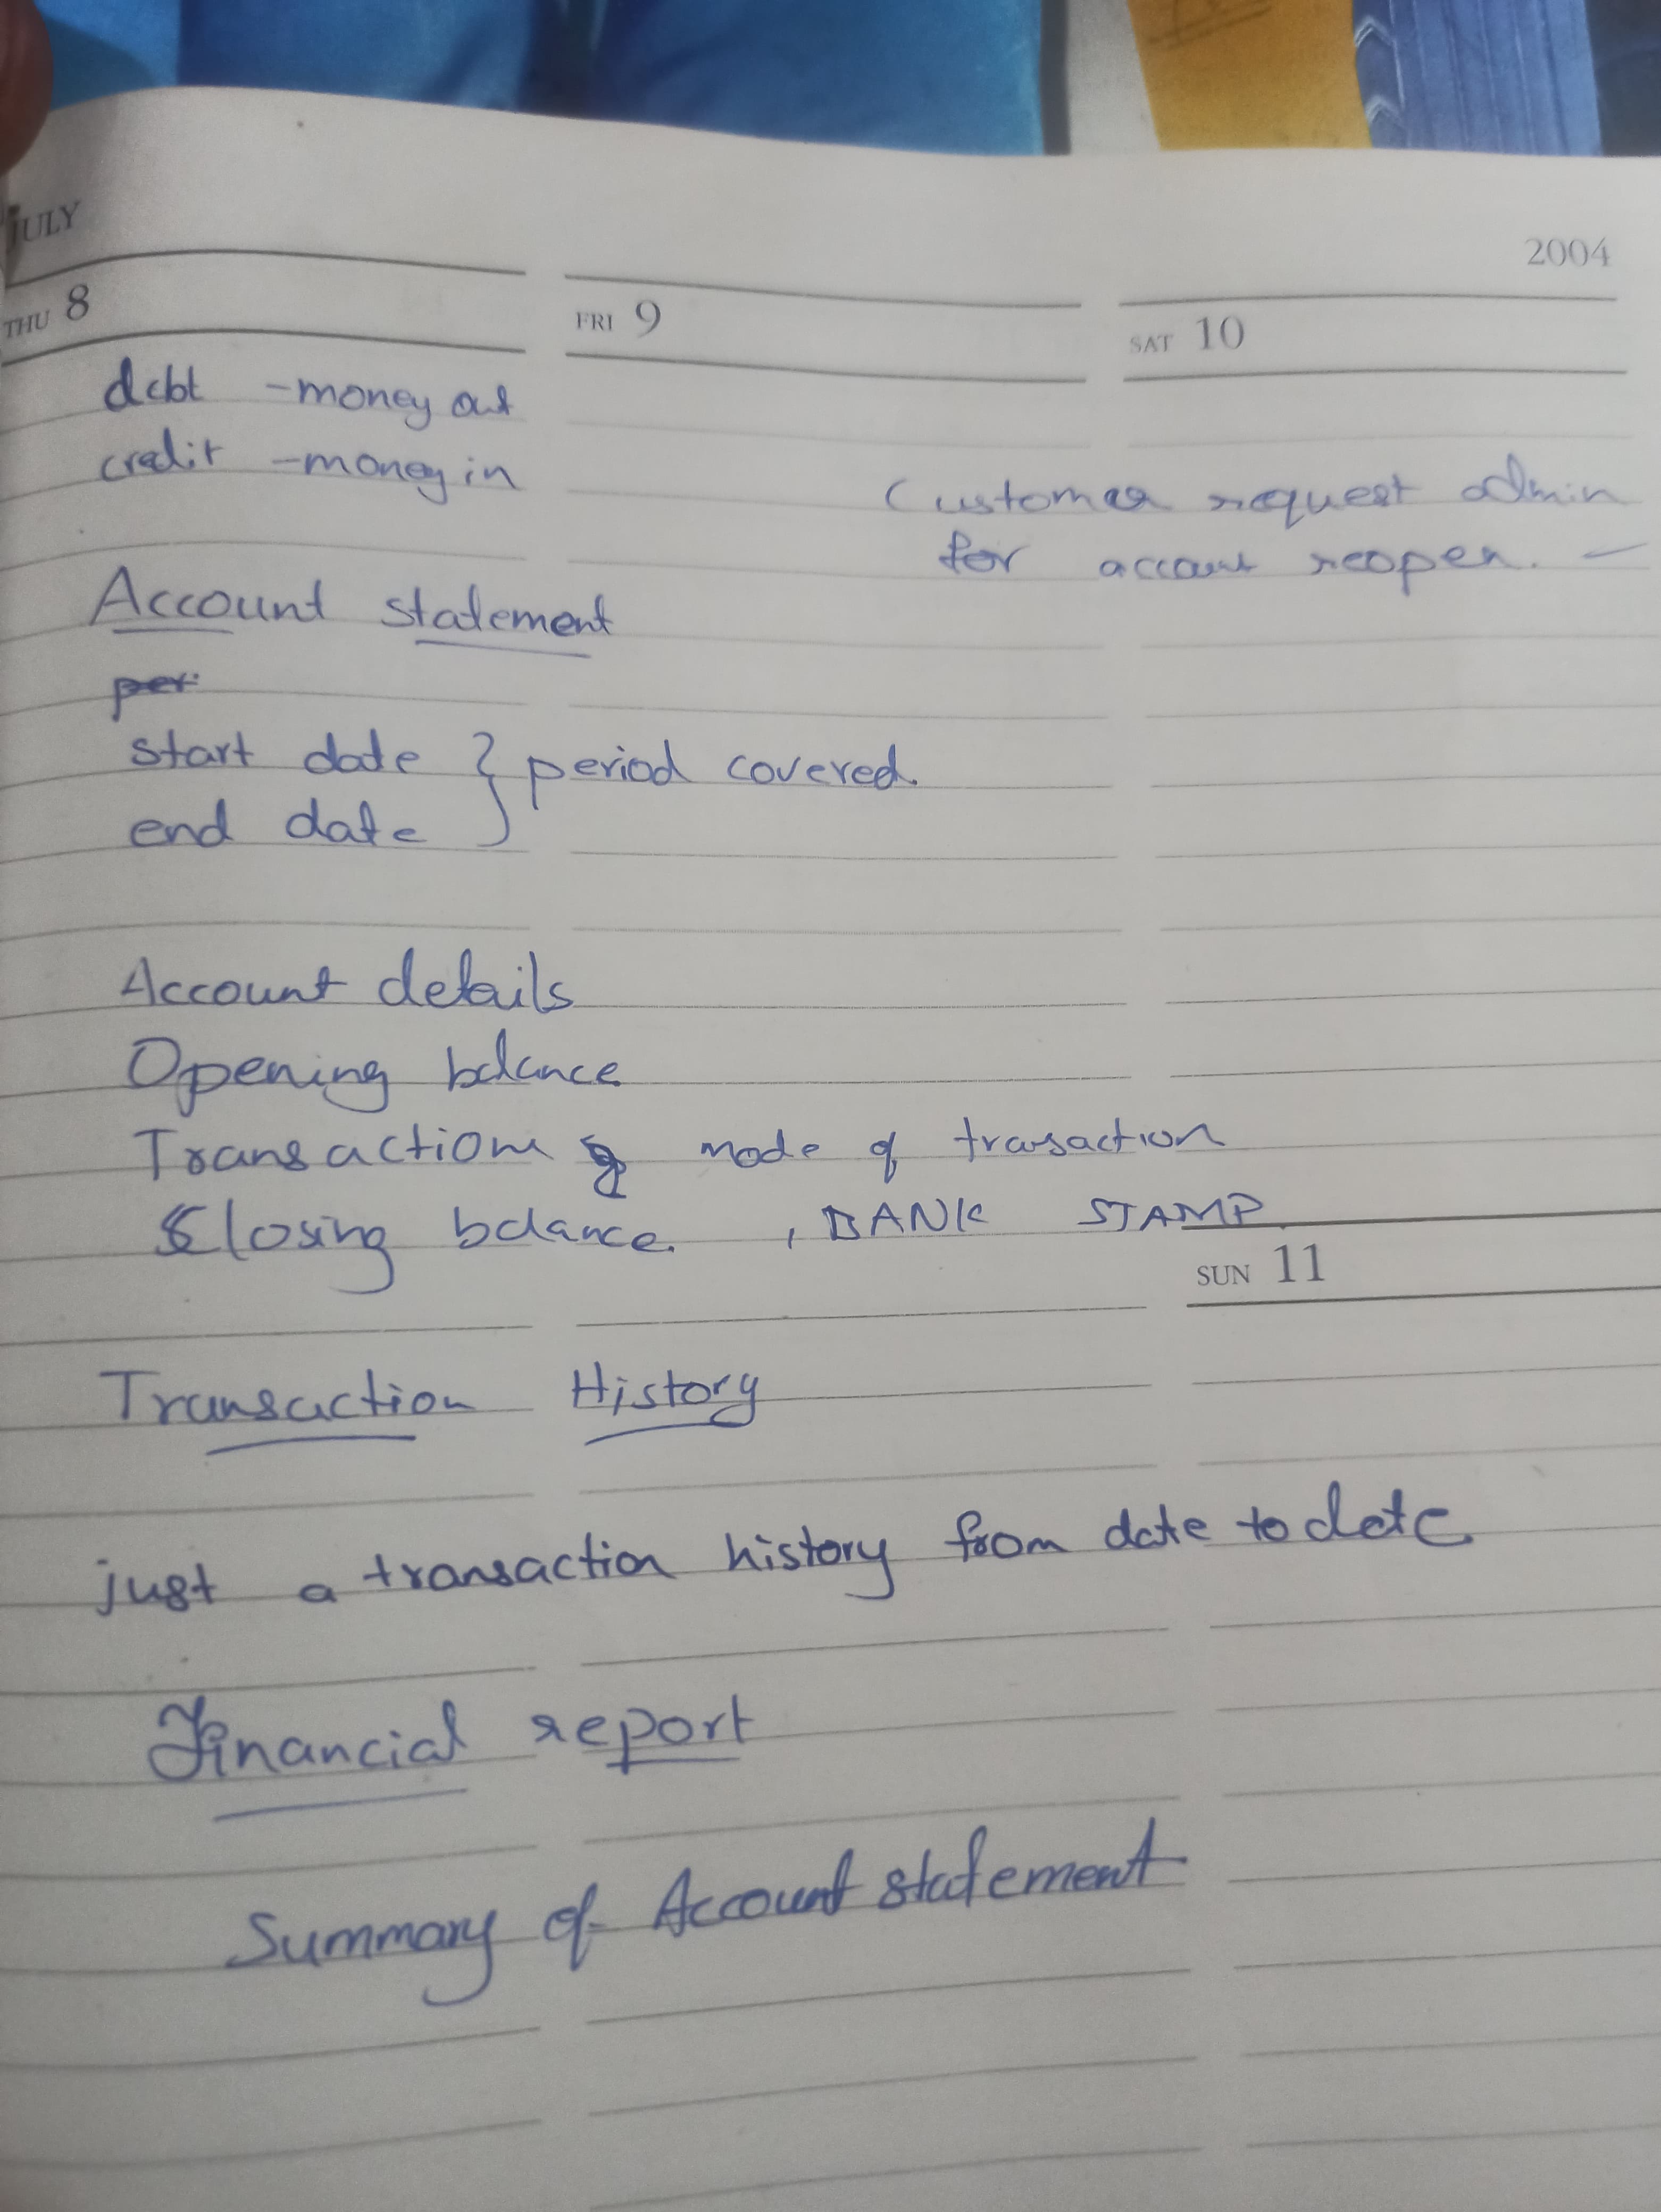 JULY
2004
THU 8
FRI 9
SAT 10
debt - money out
credit - money in
Customer request admin
for account reopen. -
Account statement
per
start date } period covered.
end date
Account details
Opening balance
Transaction & mode of trasaction
Closing balance. , BANK STAMP
SUN 11
Transaction History
just a transaction history from date to date
Financial report
Summary of Account statement